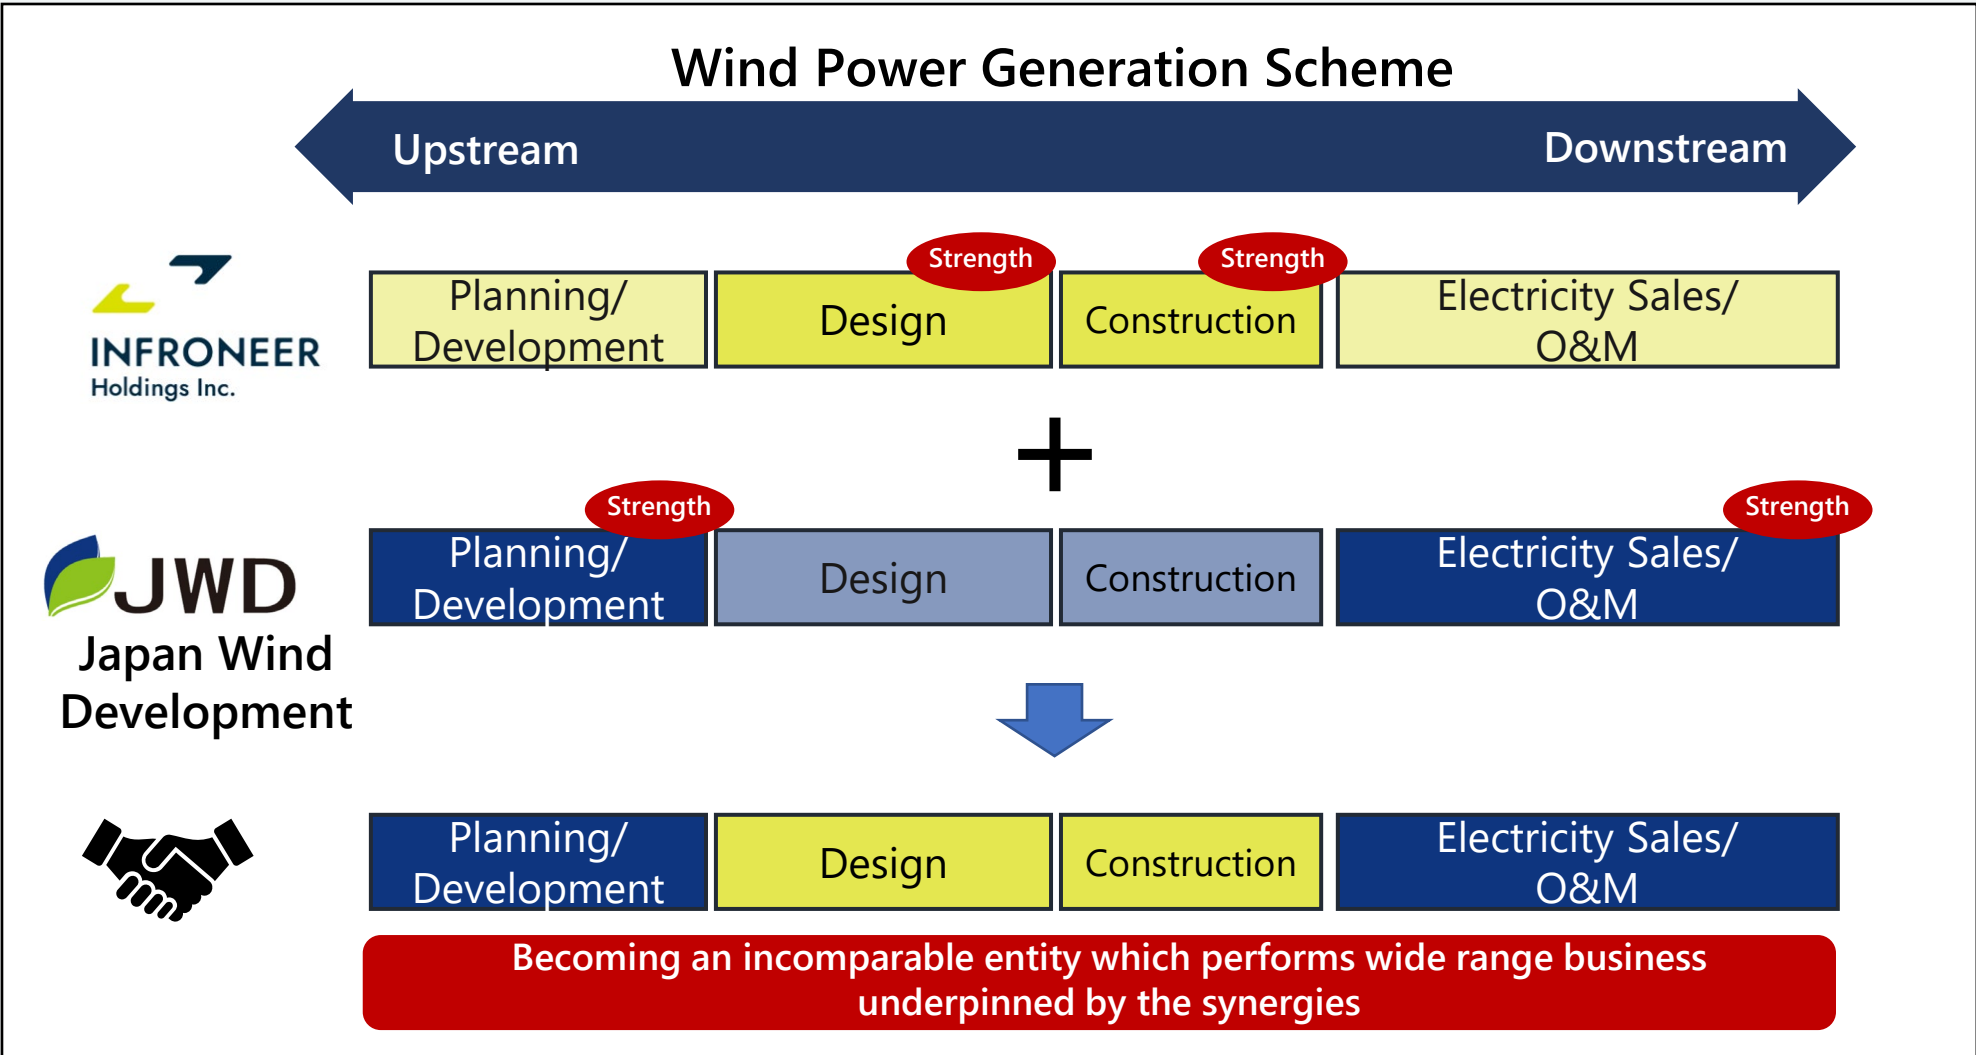 Wind Power Generation Scheme
Upstream
Downstream
INFRONEER
Holdings Inc.
Planning/
Development
Strength
Design
Strength
Construction
Electricity Sales/
O&M
+
JWD
Japan Wind
Development
Strength
Planning/
Development
Design
Construction
Strength
Electricity Sales/
O&M
Planning/
Development
Design
Construction
Electricity Sales/
O&M
Becoming an incomparable entity which performs wide range business
underpinned by the synergies